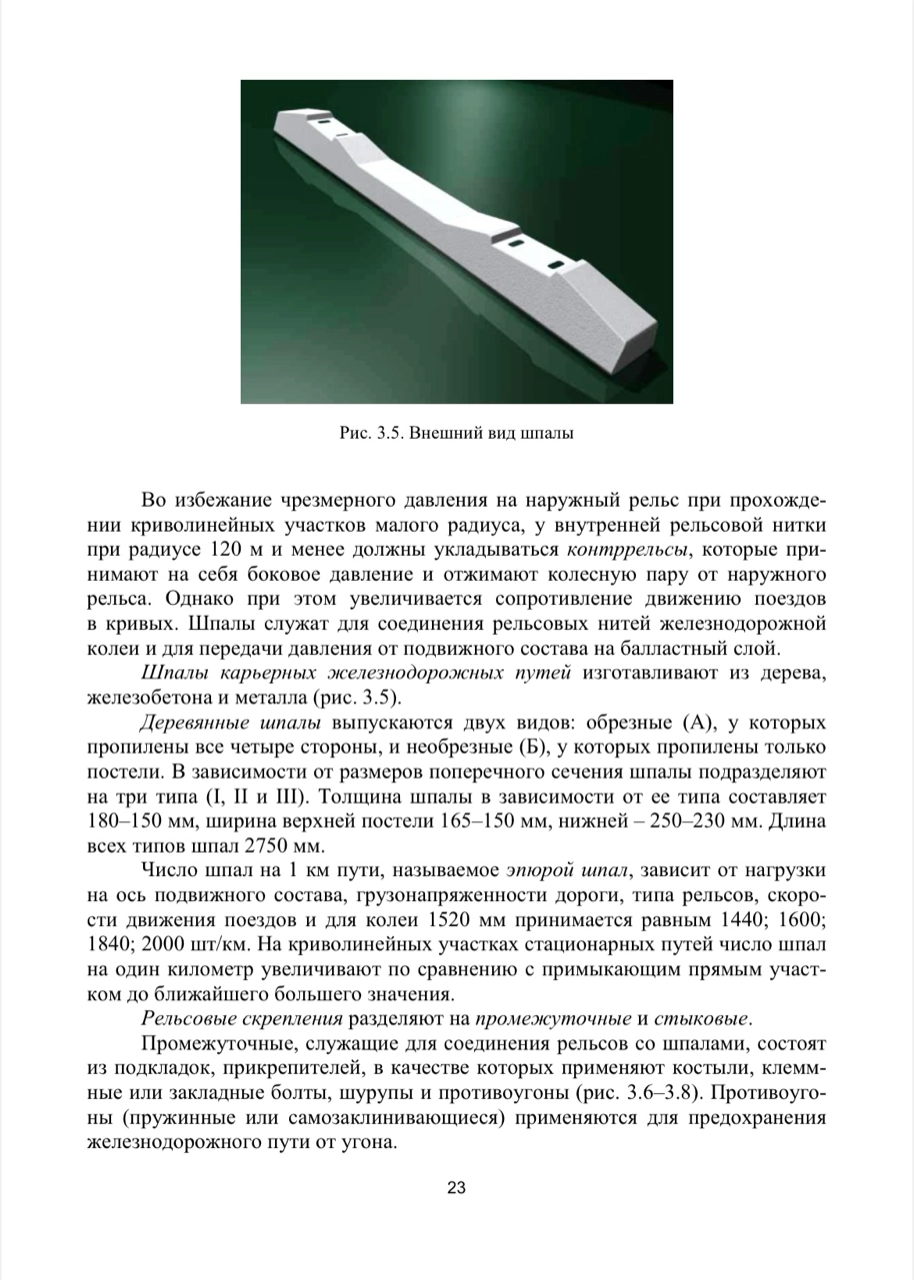 Рис. 3.5. Внешний вид шпалы
Во избежание чрезмерного давления на наружный рельс при прохожде-
нии криволинейных участков малого радиуса, у внутренней рельсовой нитки
при радиусе 120 м и менее должны укладываться контррельсы, которые при-
нимают на себя боковое давление и отжимают колесную пару от наружного
рельса. Однако при этом увеличивается сопротивление движению поездов
в кривых. Шпалы служат для соединения рельсовых нитей железнодорожной
колеи и для передачи давления от подвижного состава на балластный слой.
Шпалы карьерных железнодорожных путей изготавливают из дерева,
железобетона и металла (рис. 3.5).
Деревянные шпалы выпускаются двух видов: обрезные (А), у которых
пропилены все четыре стороны, и необрезные (Б), у которых пропилены только
постели. В зависимости от размеров поперечного сечения шпалы подразделяют
на три типа (I, II и III). Толщина шпалы в зависимости от ее типа составляет
180–150 мм, ширина верхней постели 165–150 мм, нижней – 250–230 мм. Длина
всех типов шпал 2750 мм.
Число шпал на 1 км пути, называемое эпюрой шпал, зависит от нагрузки
на ось подвижного состава, грузонапряженности дороги, типа рельсов, скоро-
сти движения поездов и для колеи 1520 мм принимается равным 1440; 1600;
1840; 2000 шт/км. На криволинейных участках стационарных путей число шпал
на один километр увеличивают по сравнению с примыкающим прямым участ-
ком до ближайшего большего значения.
Рельсовые скрепления разделяют на промежуточные и стыковые.
Промежуточные, служащие для соединения рельсов со шпалами, состоят
из подкладок, прикрепителей, в качестве которых применяют костыли, клемм-
ные или закладные болты, шурупы и противоугоны (рис. 3.6–3.8). Противоуго-
ны (пружинные или самозаклинивающиеся) применяются для предохранения
железнодорожного пути от угона.
23